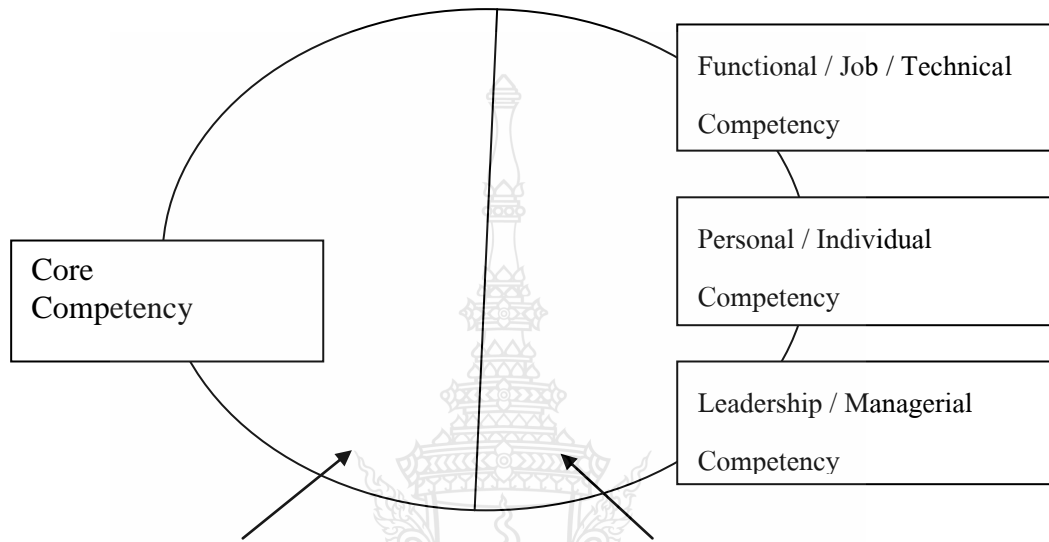 Functional / Job / Technical
Competency
Personal / Individual
Competency
Core
Competency
Leadership / Managerial
Competency